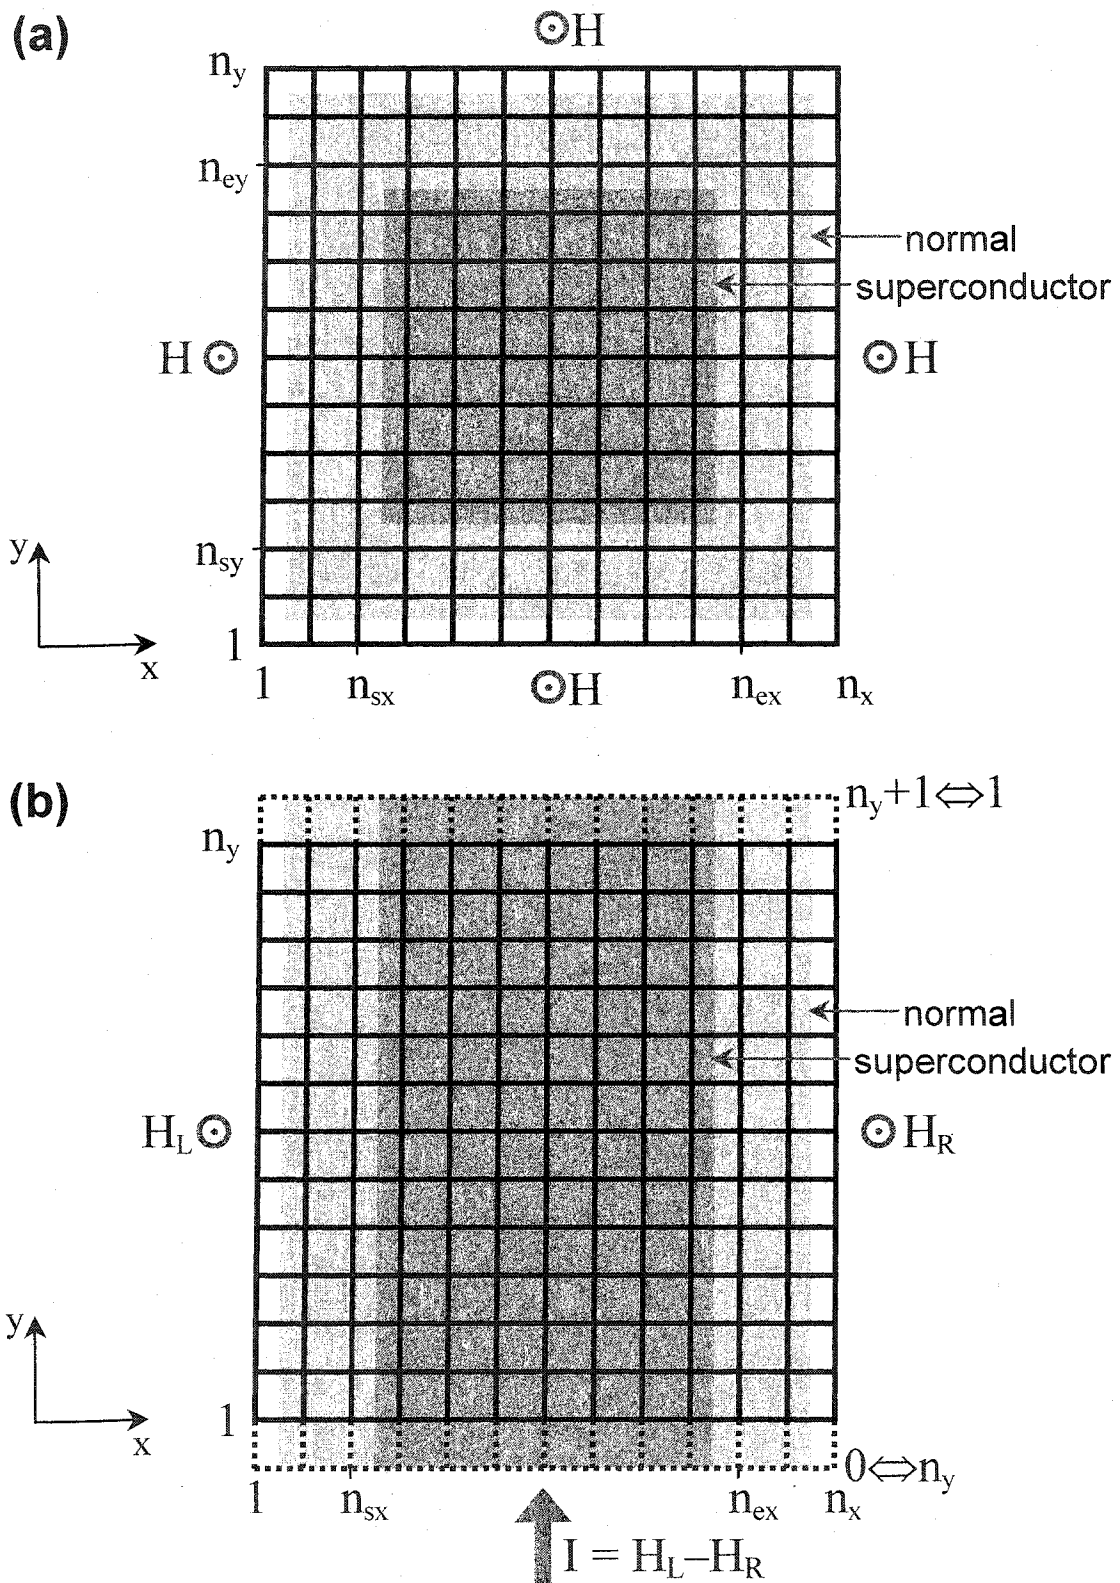 (a)
⊙H
n_y
n_ey
normal
superconductor
H⊙
⊙H
n_sy
y
1
x
1 n_sx ⊙H n_ex n_x
(b)
n_y+1⇔1
n_y
normal
superconductor
H_L⊙
⊙H_R
y
1
x
0⇔n_y
1 n_sx n_ex n_x
I = H_L–H_R